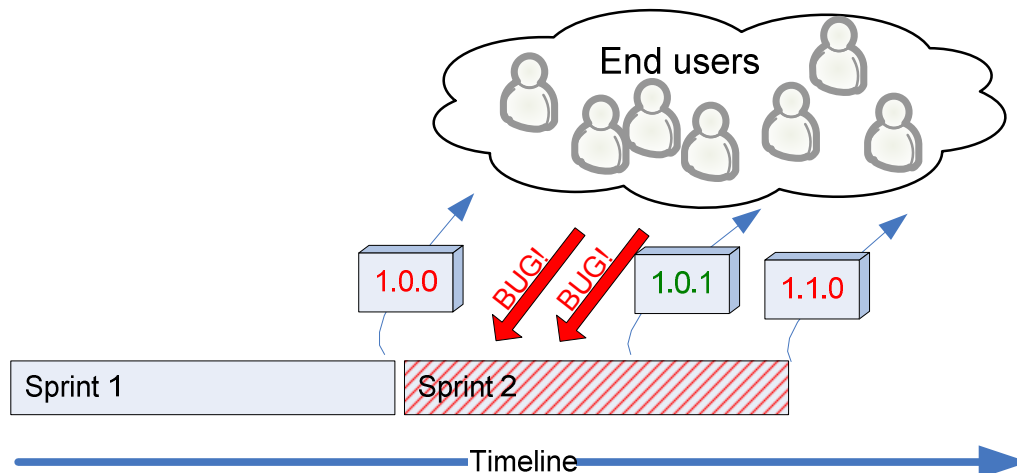 End users
1.0.0
BUG!
BUG!
1.0.1
1.1.0
Sprint 1
Sprint 2
Timeline